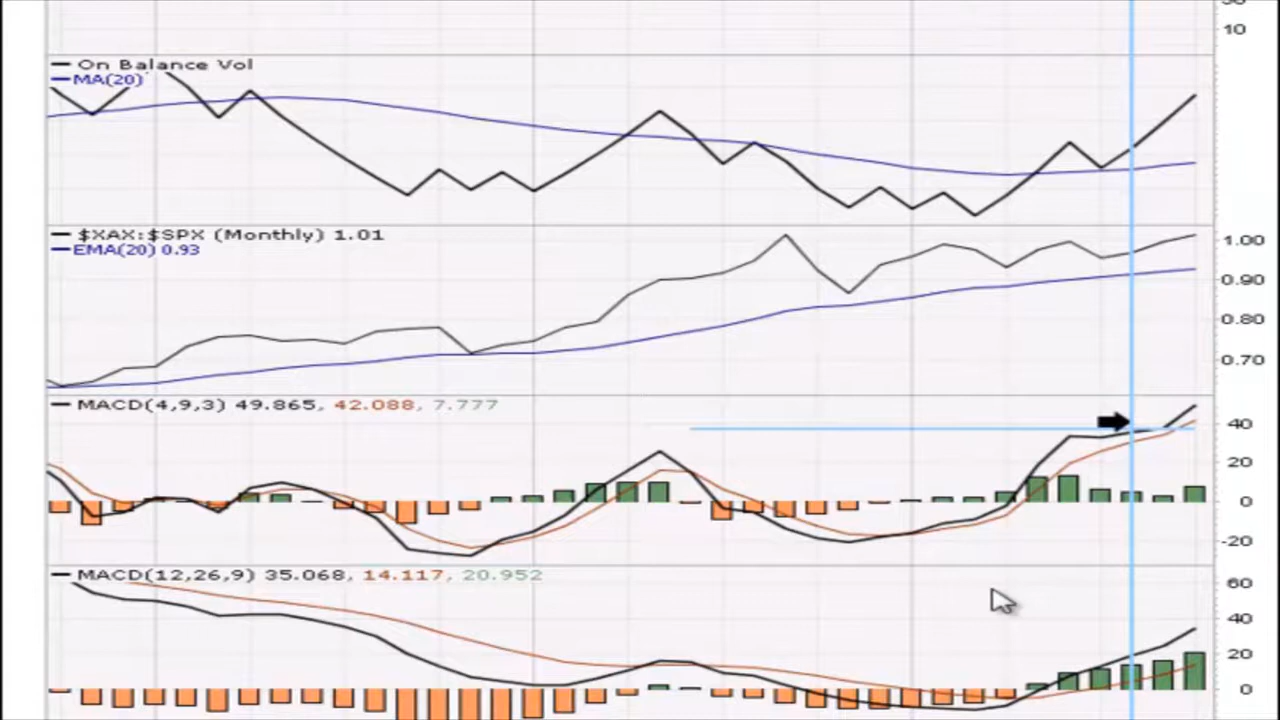 10
On Balance Vol
MA(20)
$XAX:$SPX (Monthly) 1.01
EMA(20) 0.93
1.00
0.90
0.80
0.70
MACD(4,9,3) 49.865, 42.088, 7.777
40
20
0
-20
MACD(12,26,9) 35.068, 14.117, 20.952
60
40
20
0